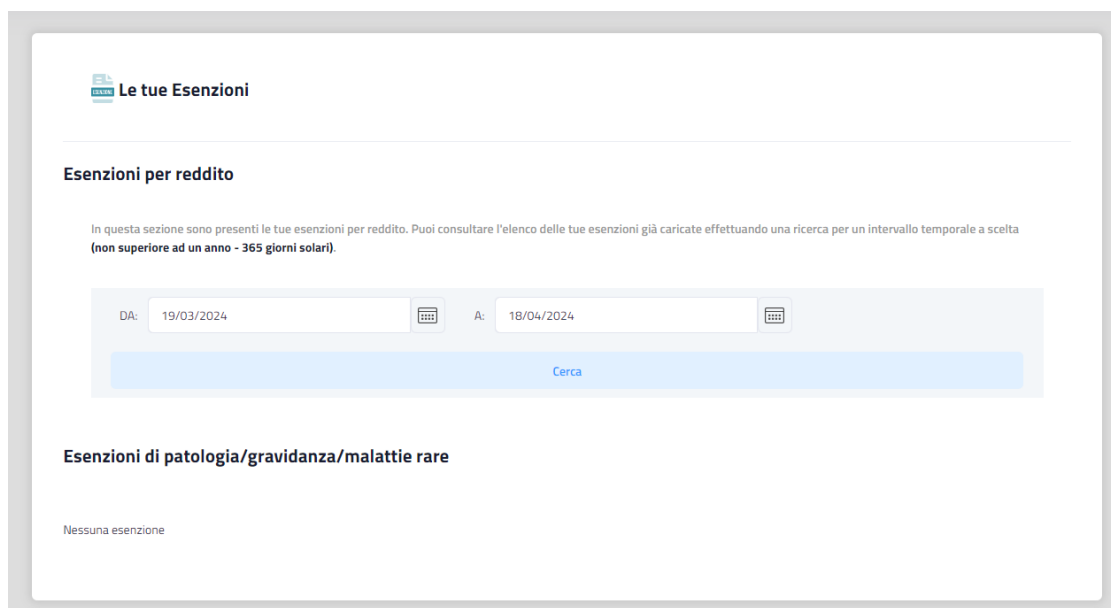 ESENZIONI
Le tue Esenzioni
Esenzioni per reddito
In questa sezione sono presenti le tue esenzioni per reddito. Puoi consultare l'elenco delle tue esenzioni già caricate effettuando una ricerca per un intervallo temporale a scelta
(non superiore ad un anno - 365 giorni solari).
DA: 19/03/2024 A: 18/04/2024
Cerca
Esenzioni di patologia/gravidanza/malattie rare
Nessuna esenzione